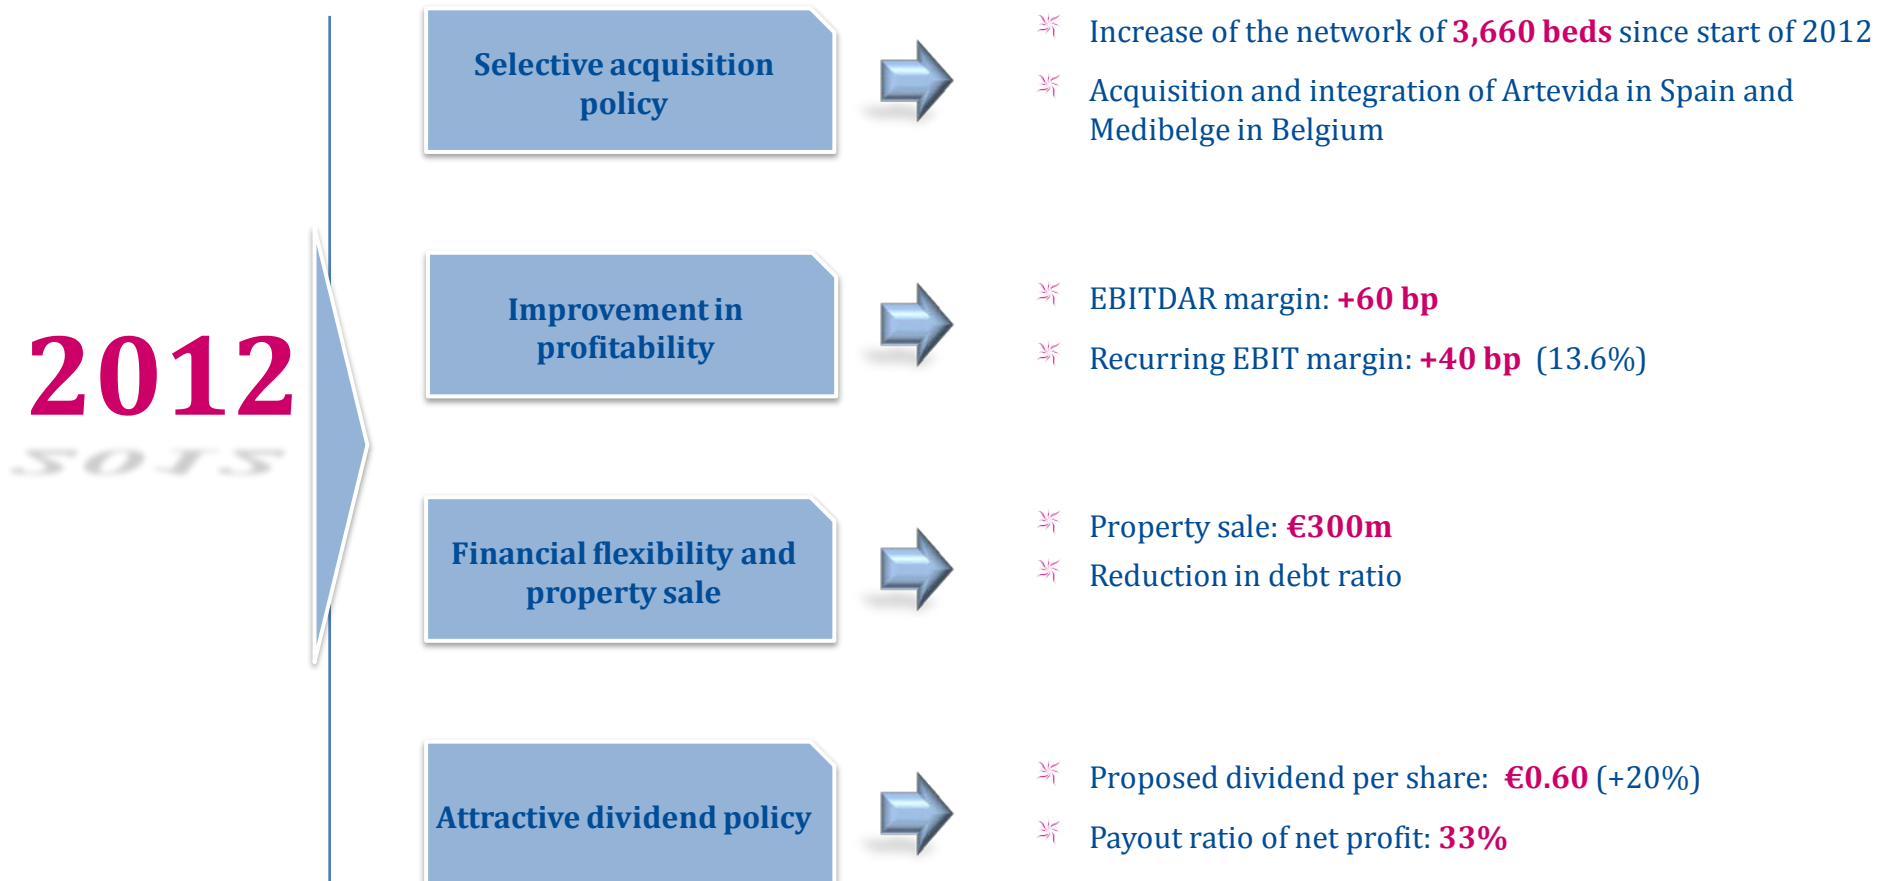 2012
Selective acquisition
policy
Increase of the network of 3,660 beds since start of 2012
Acquisition and integration of Artevida in Spain and
Medibelge in Belgium
Improvement in
profitability
EBITDAR margin: +60 bp
Recurring EBIT margin: +40 bp (13.6%)
Financial flexibility and
property sale
Property sale: €300m
Reduction in debt ratio
Attractive dividend policy
Proposed dividend per share: €0.60 (+20%)
Payout ratio of net profit: 33%